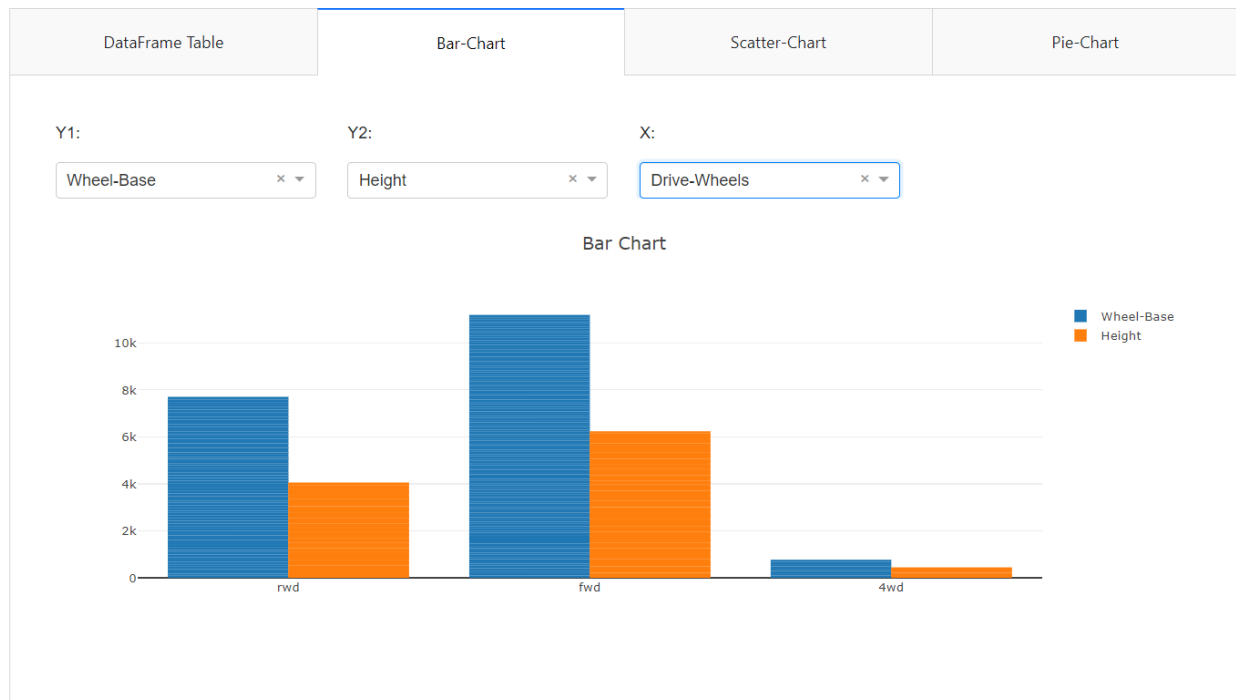 DataFrame Table Bar-Chart Scatter-Chart Pie-Chart
Y1: Y2: X:
Wheel-Base × Height × Drive-Wheels ×
Bar Chart
Wheel-Base
Height
10k
8k
6k
4k
2k
0
rwd fwd 4wd